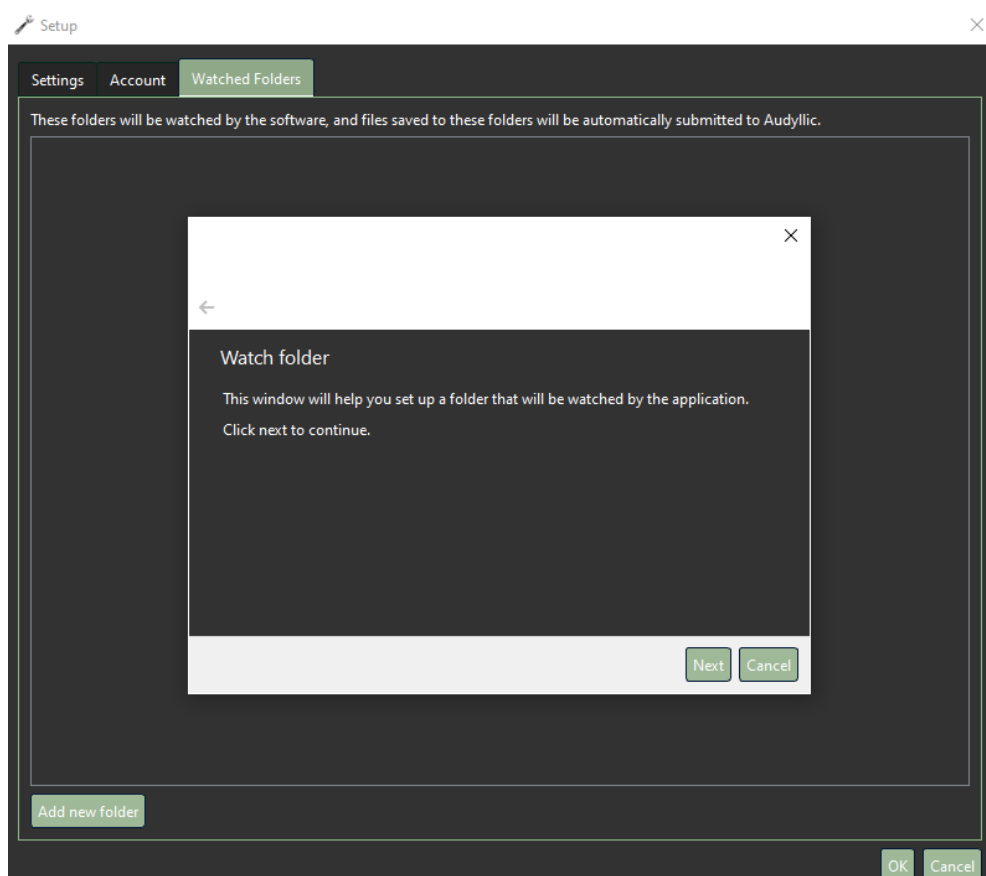 Setup
Settings Account Watched Folders
These folders will be watched by the software, and files saved to these folders will be automatically submitted to Audyllic.
Watch folder
This window will help you set up a folder that will be watched by the application.
Click next to continue.
Next Cancel
Add new folder
OK Cancel